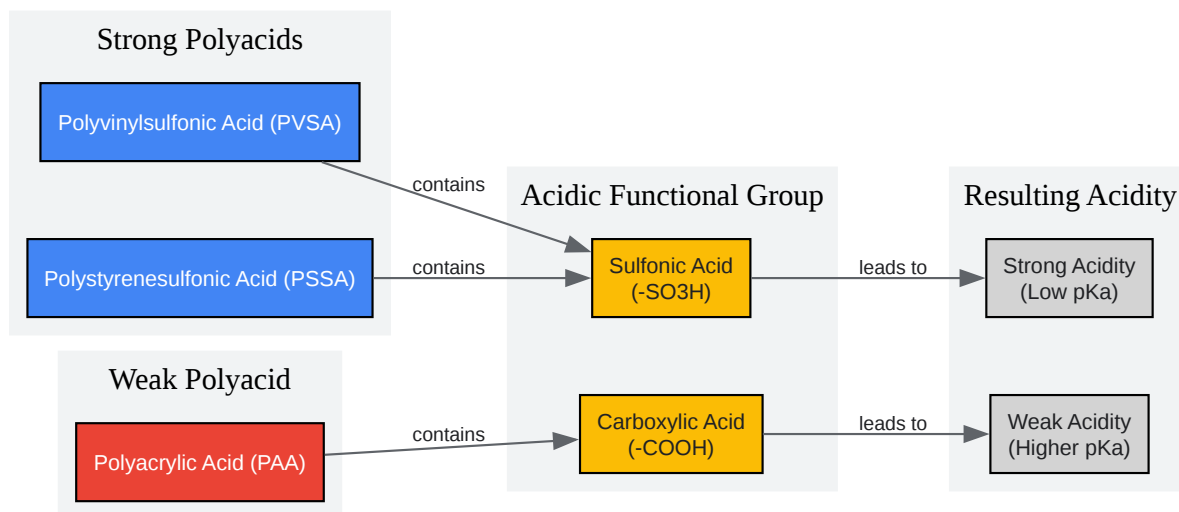 Strong Polyacids
Polyvinylsulfonic Acid (PVSA)
contains
Acidic Functional Group
Resulting Acidity
Polystyrenesulfonic Acid (PSSA)
contains
Sulfonic Acid
(-SO3H)
leads to
Strong Acidity
(Low pKa)
Weak Polyacid
Polyacrylic Acid (PAA)
contains
Carboxylic Acid
(-COOH)
leads to
Weak Acidity
(Higher pKa)